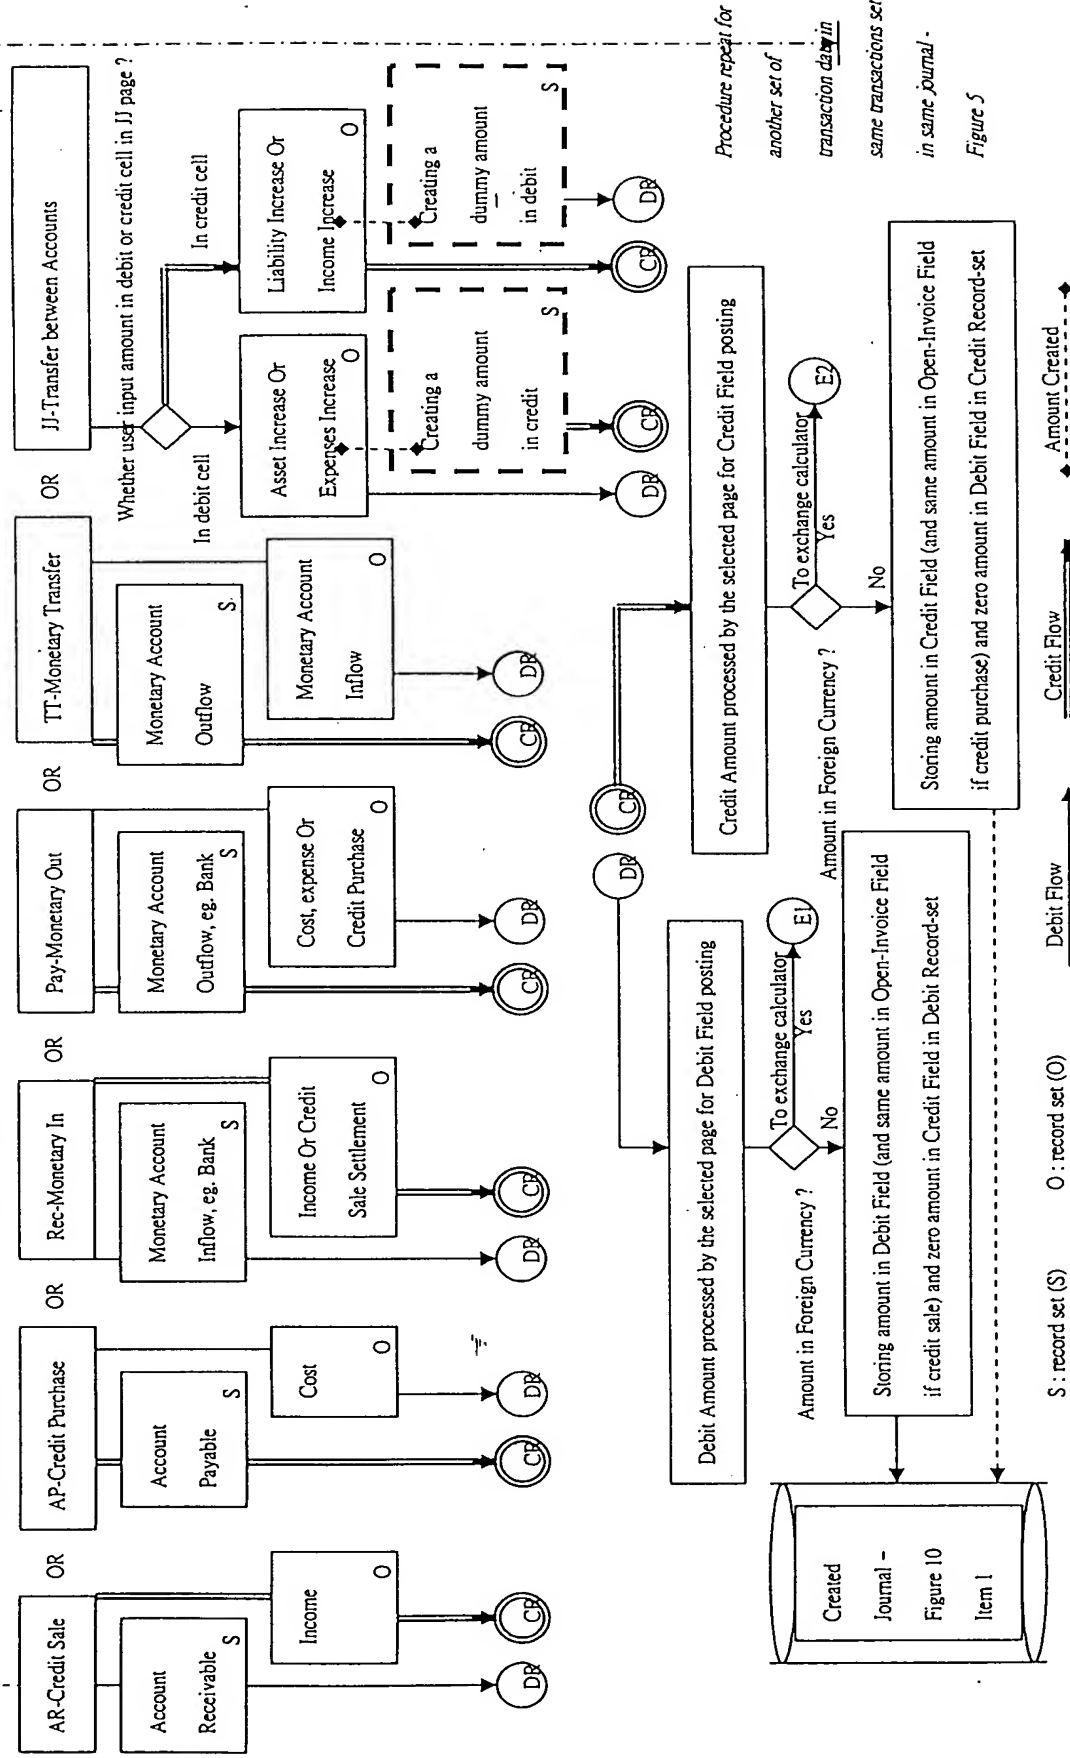 AR-Credit Sale
OR
AP-Credit Purchase
OR
Rec-Monetary In
OR
Pay-Monetary Out
OR
TT-Monetary Transfer
OR
JJ-Transfer between Accounts
Account
Receivable
S
Income
O
DR
CR
Account
Payable
S
Cost
O
CR
DR
Monetary Account
Inflow, eg. Bank
S
Income Or Credit
Sale Settlement
O
DR
CR
Monetary Account
Outflow, eg. Bank
S
Cost, expense Or
Credit Purchase
O
CR
DR
Monetary Account
Outflow
S
Monetary Account
Inflow
O
CR
DR
Whether user input amount in debit or credit cell in JJ page ?
In debit cell
In credit cell
Asset Increase Or
Expenses Increase
O
Liability Increase Or
Income Increase
O
Creating a
dummy amount
in credit
S
Creating a
dummy amount
in debit
S
DR
CR
CR
DR
DR
CR
Debit Amount processed by the selected page for Debit Field posting
Credit Amount processed by the selected page for Credit Field posting
Amount in Foreign Currency ?
To exchange calculator
Yes
E1
No
Amount in Foreign Currency ?
To exchange calculator
Yes
E2
No
Storing amount in Debit Field (and same amount in Open-Invoice Field
if credit sale) and zero amount in Credit Field in Debit Record-set
Storing amount in Credit Field (and same amount in Open-Invoice Field
if credit purchase) and zero amount in Debit Field in Credit Record-set
Created
Journal -
Figure 10
Item 1
Procedure repeat for
another set of
transaction data in
same transactions set
in same journal -
Figure 5
S : record set (S)
O : record set (O)
Debit Flow
Credit Flow
Amount Created